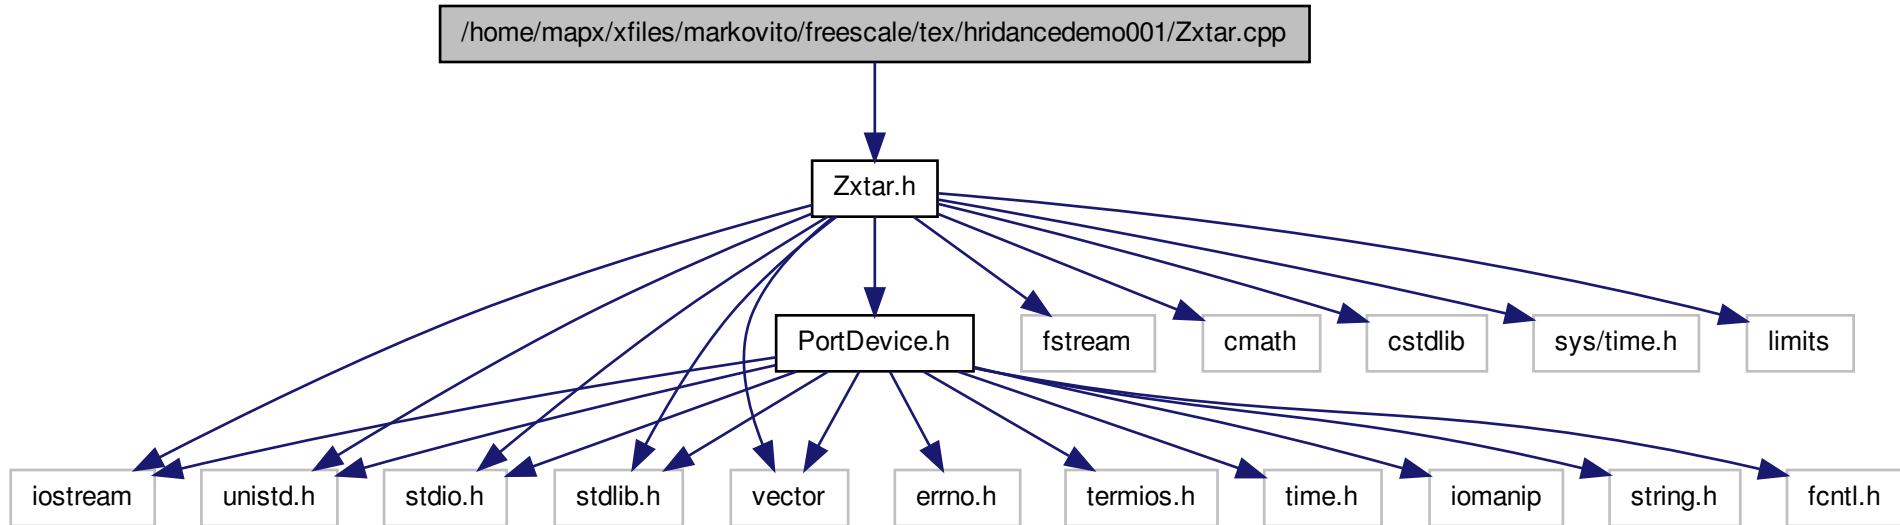 /home/mapx/xfiles/markovito/freescale/tex/hridancedemo001/Zxtar.cpp
Zxtar.h
PortDevice.h
fstream
cmath
cstdlib
sys/time.h
limits
iostream
unistd.h
stdio.h
stdlib.h
vector
errno.h
termios.h
time.h
iomanip
string.h
fcntl.h